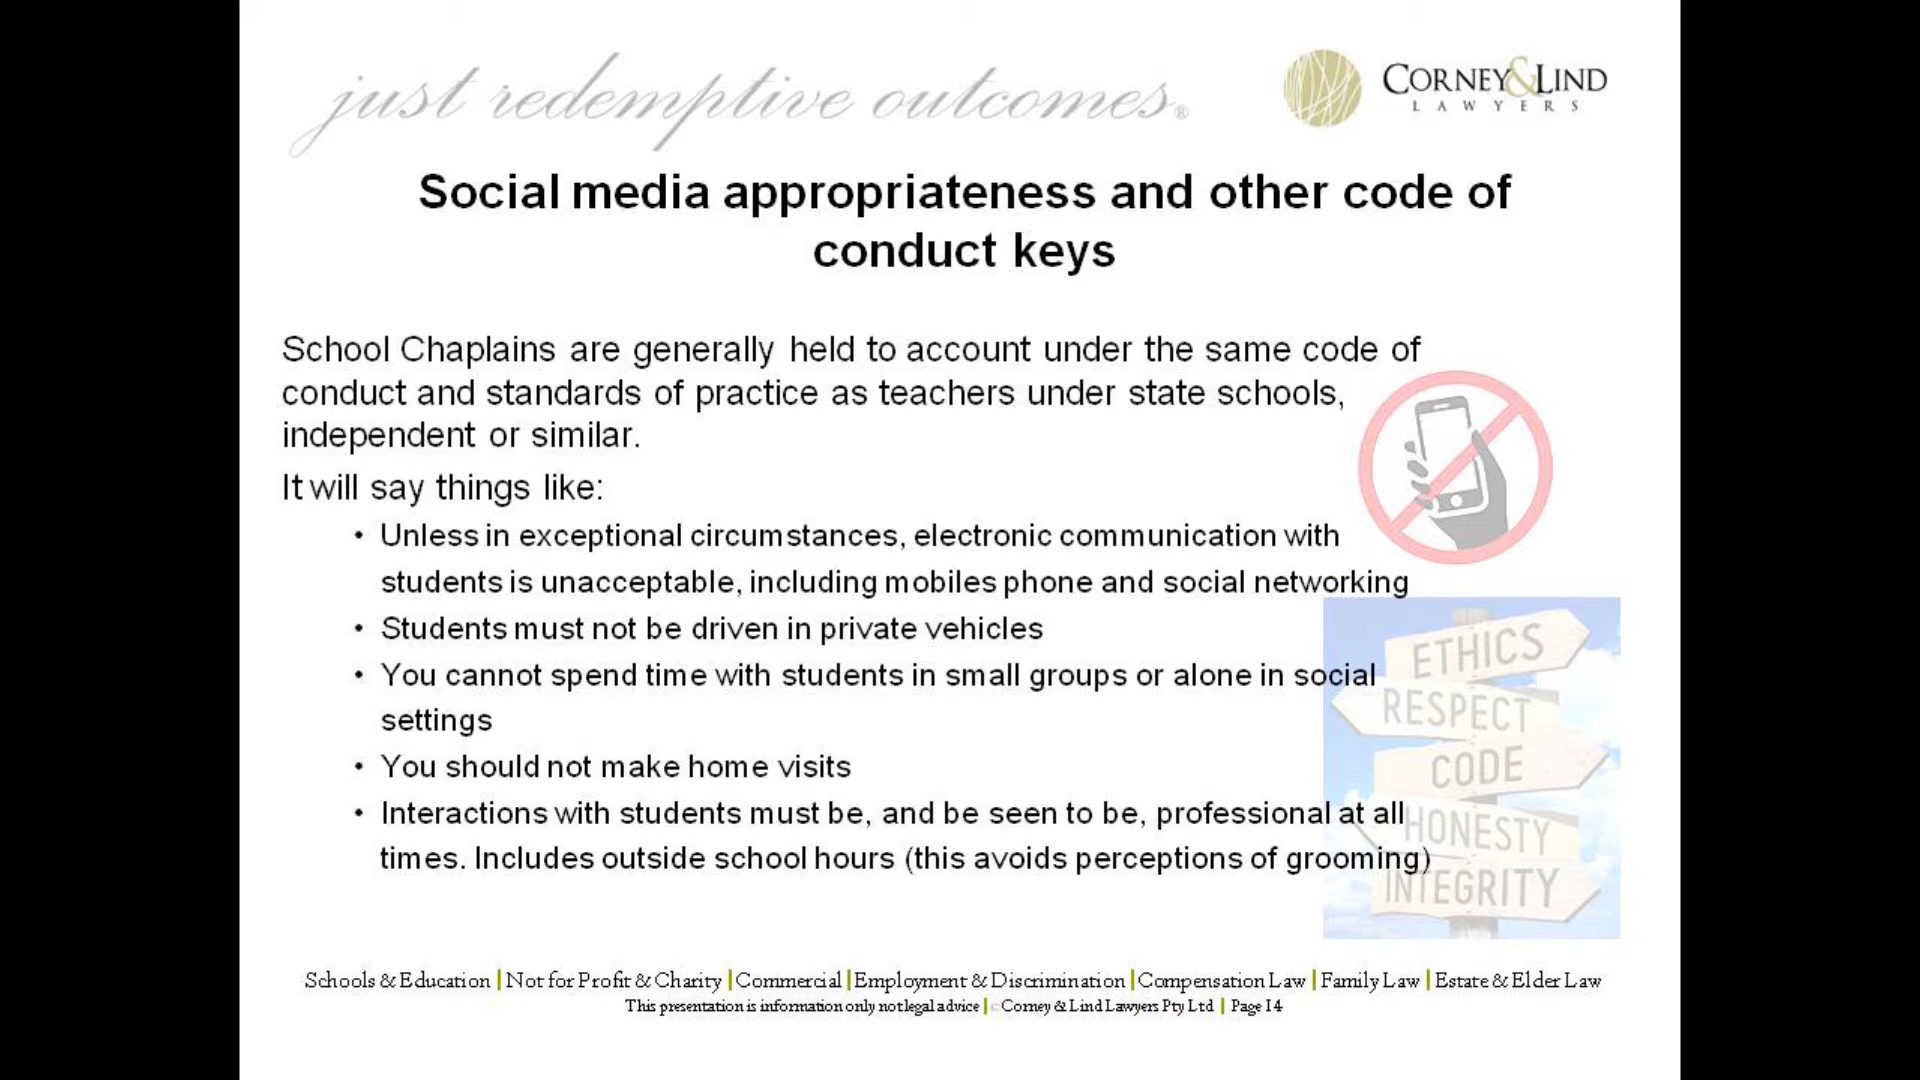 just redemptive outcomes®
CORNEY&LIND
LAWYERS
Social media appropriateness and other code of
conduct keys
School Chaplains are generally held to account under the same code of
conduct and standards of practice as teachers under state schools,
independent or similar.
It will say things like:
• Unless in exceptional circumstances, electronic communication with
students is unacceptable, including mobiles phone and social networking
• Students must not be driven in private vehicles
• You cannot spend time with students in small groups or alone in social
settings
• You should not make home visits
• Interactions with students must be, and be seen to be, professional at all
times. Includes outside school hours (this avoids perceptions of grooming)
ETHICS
RESPECT
CODE
HONESTY
INTEGRITY
Schools & Education | Not for Profit & Charity | Commercial | Employment & Discrimination | Compensation Law | Family Law | Estate & Elder Law
This presentation is information only not legal advice | © Corney & Lind Lawyers Pty Ltd | Page 14